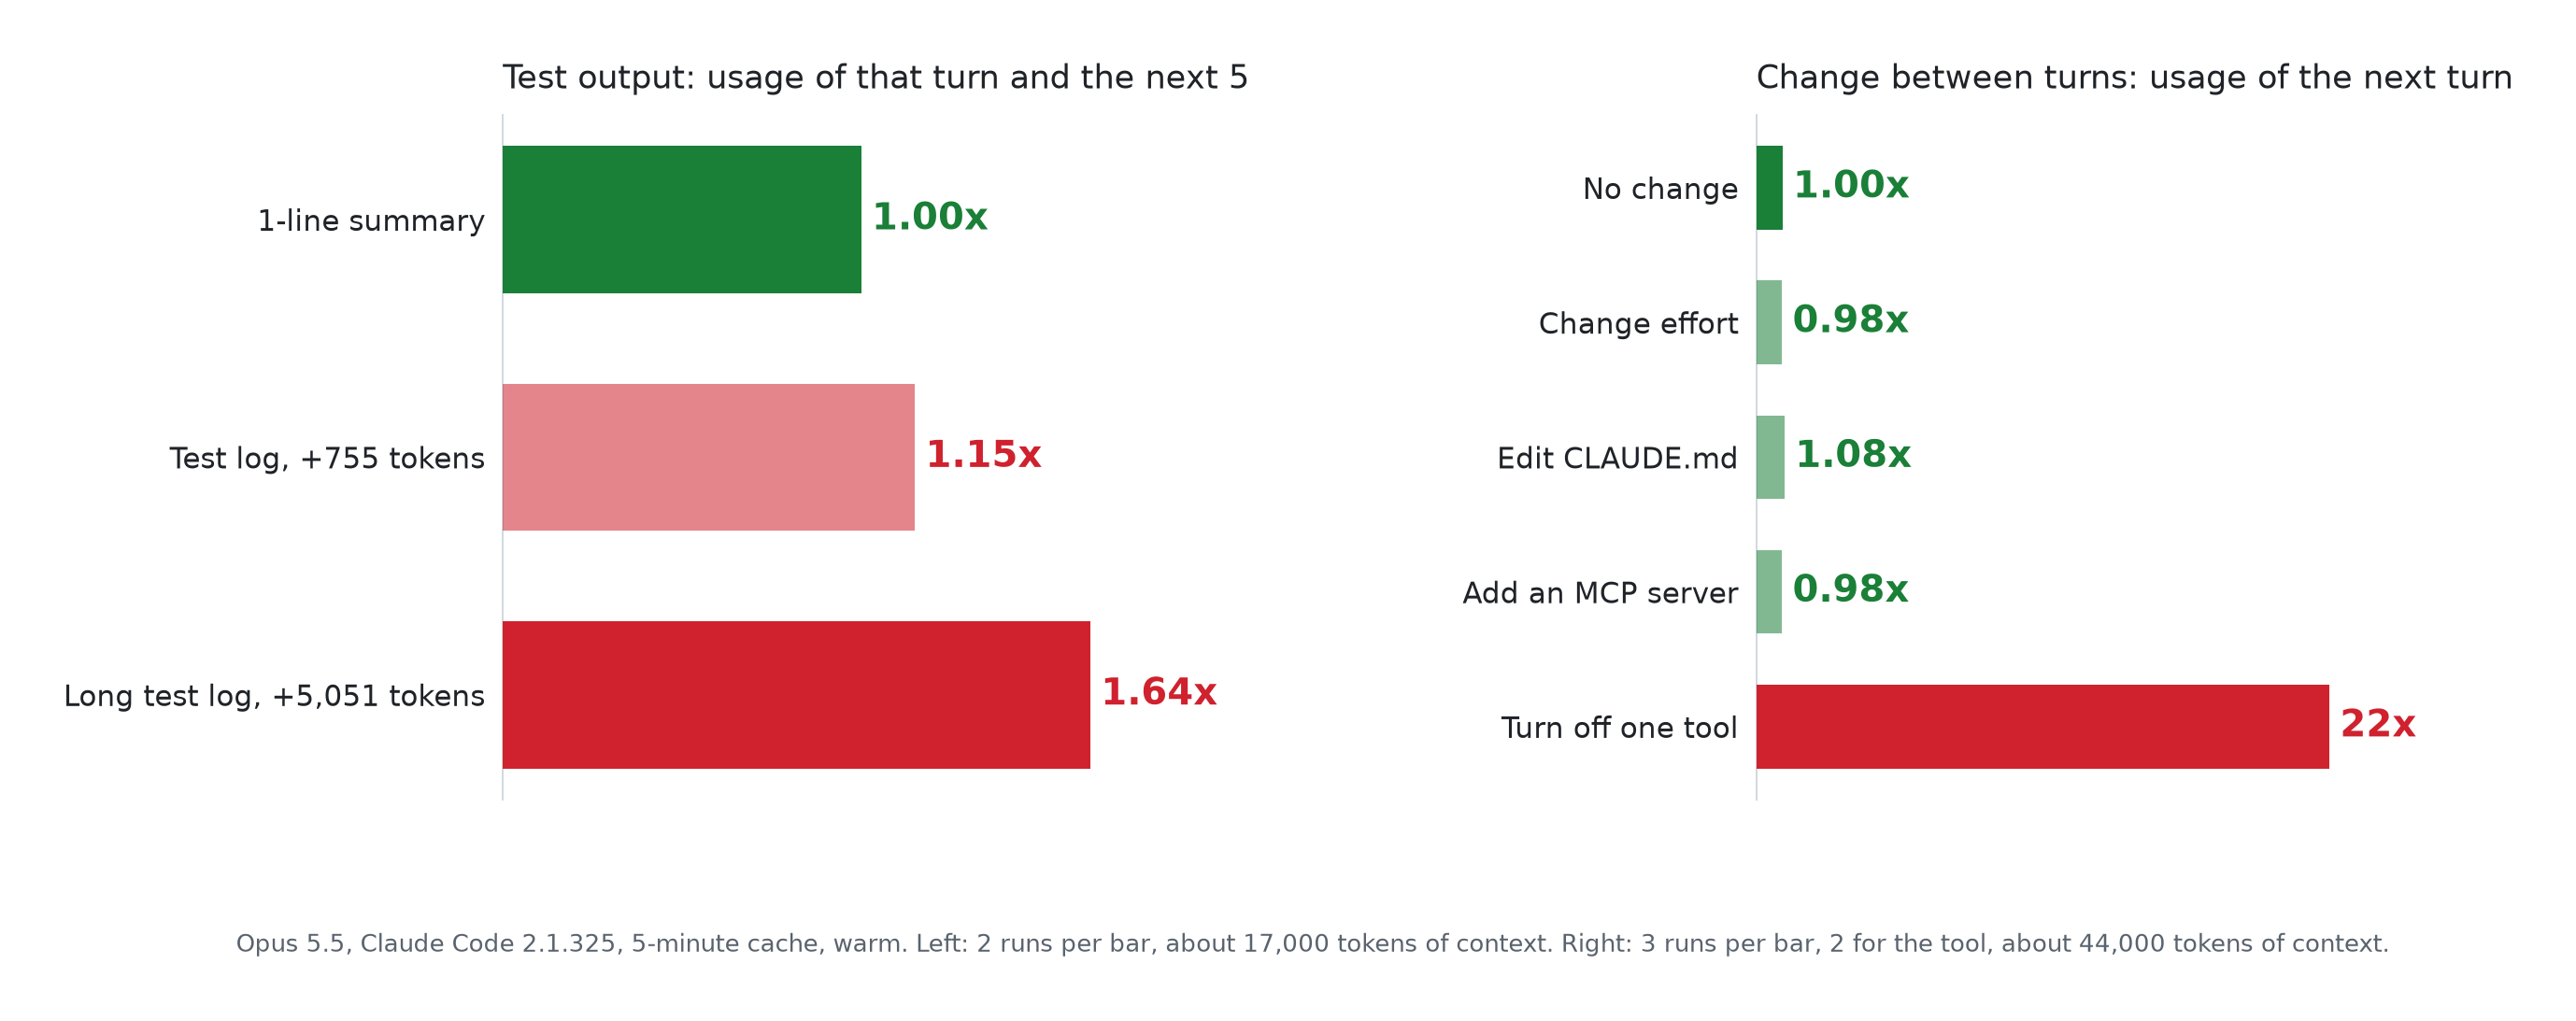 Test output: usage of that turn and the next 5
1-line summary
1.00x
Test log, +755 tokens
1.15x
Long test log, +5,051 tokens
1.64x
Change between turns: usage of the next turn
No change
1.00x
Change effort
0.98x
Edit CLAUDE.md
1.08x
Add an MCP server
0.98x
Turn off one tool
22x
Opus 5.5, Claude Code 2.1.325, 5-minute cache, warm. Left: 2 runs per bar, about 17,000 tokens of context. Right: 3 runs per bar, 2 for the tool, about 44,000 tokens of context.